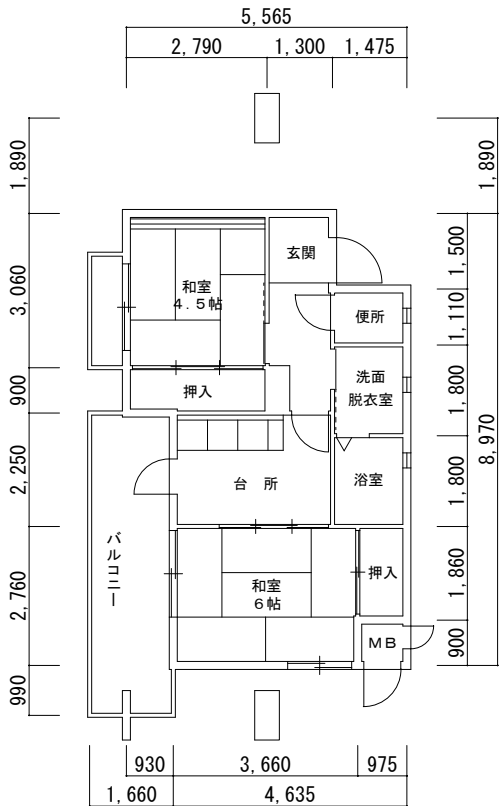 5,565
2,790 1,300 1,475
1,890
1,890
3,060
900
2,250
2,760
990
1,500
1,110
1,800
1,800
1,860
900
8,970
玄関
和室
4.5帖
便所
押入
洗面
脱衣室
台 所
浴室
バルコニー
和室
6帖
押入
MB
930 3,660 975
1,660 4,635